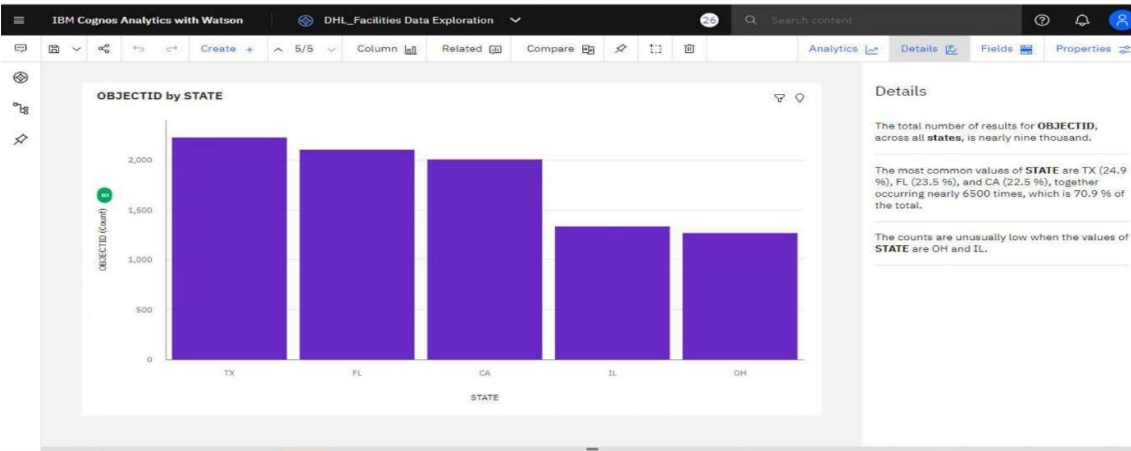 IBM Cognos Analytics with Watson
DHL_Facilities Data Exploration
26
Search content
Create +
5/5
Column
Related
Compare
Analytics
Details
Fields
Properties
OBJECTID by STATE
OBJECTID (Count)
2,000
1,500
1,000
500
0
TX
FL
CA
IL
OH
STATE
Details
The total number of results for OBJECTID,
across all states, is nearly nine thousand.
The most common values of STATE are TX (24.9
%), FL (23.5 %), and CA (22.5 %), together
occurring nearly 6500 times, which is 70.9 % of
the total.
The counts are unusually low when the values of
STATE are OH and IL.